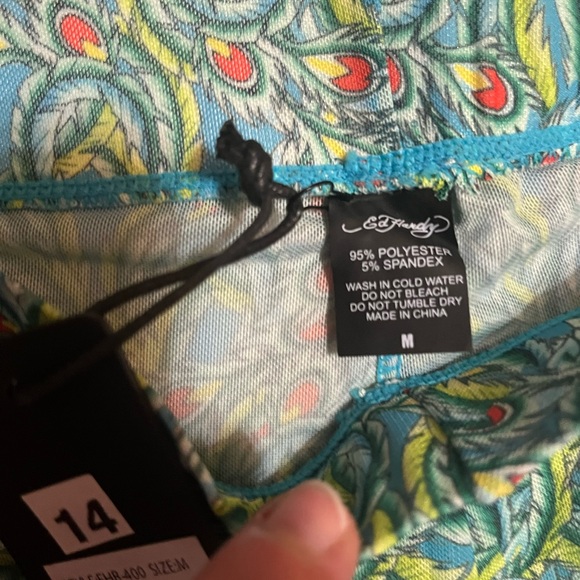 Ed Hardy
95% POLYESTER
5% SPANDEX
WASH IN COLD WATER
DO NOT BLEACH
DO NOT TUMBLE DRY
MADE IN CHINA
M
14
SIZE:M